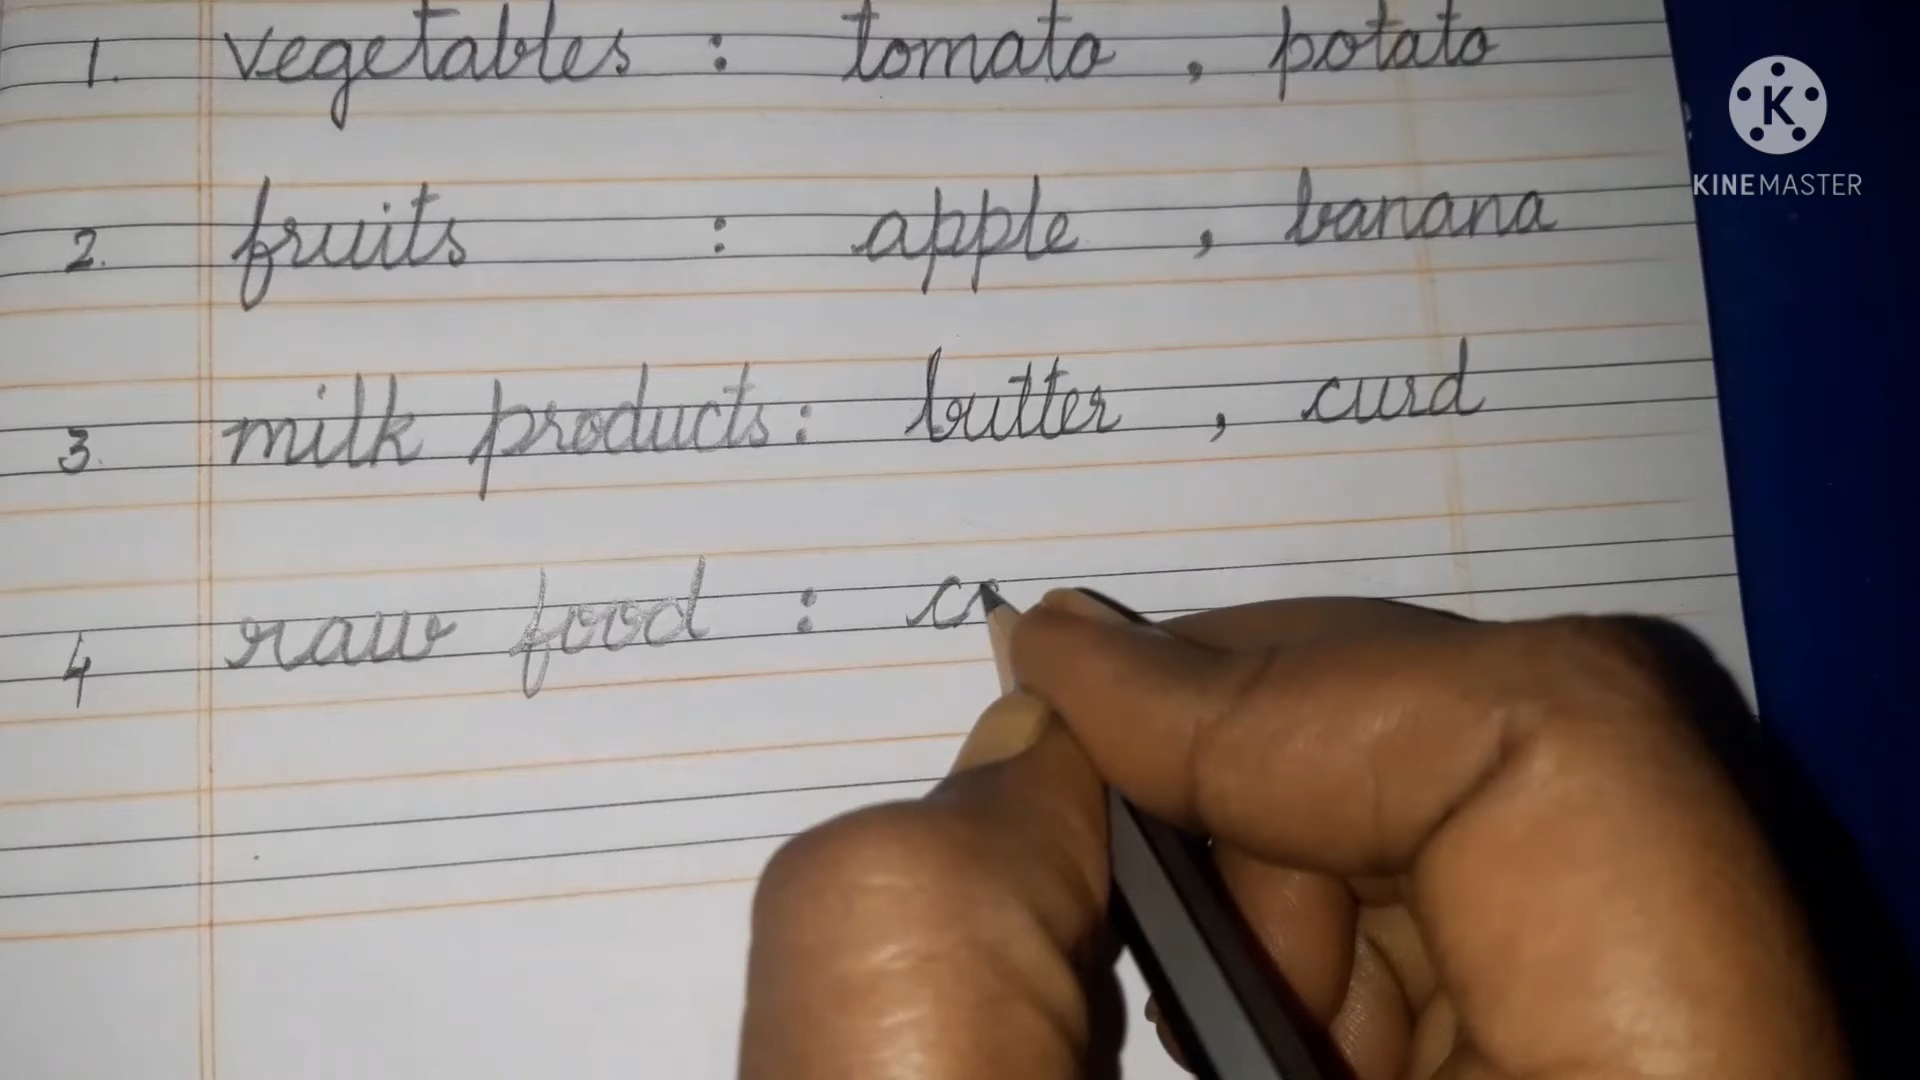 1. vegetables : tomato , potato
K
KINEMASTER
2. fruits : apple , banana
3. milk products : butter , curd
4 raw food :